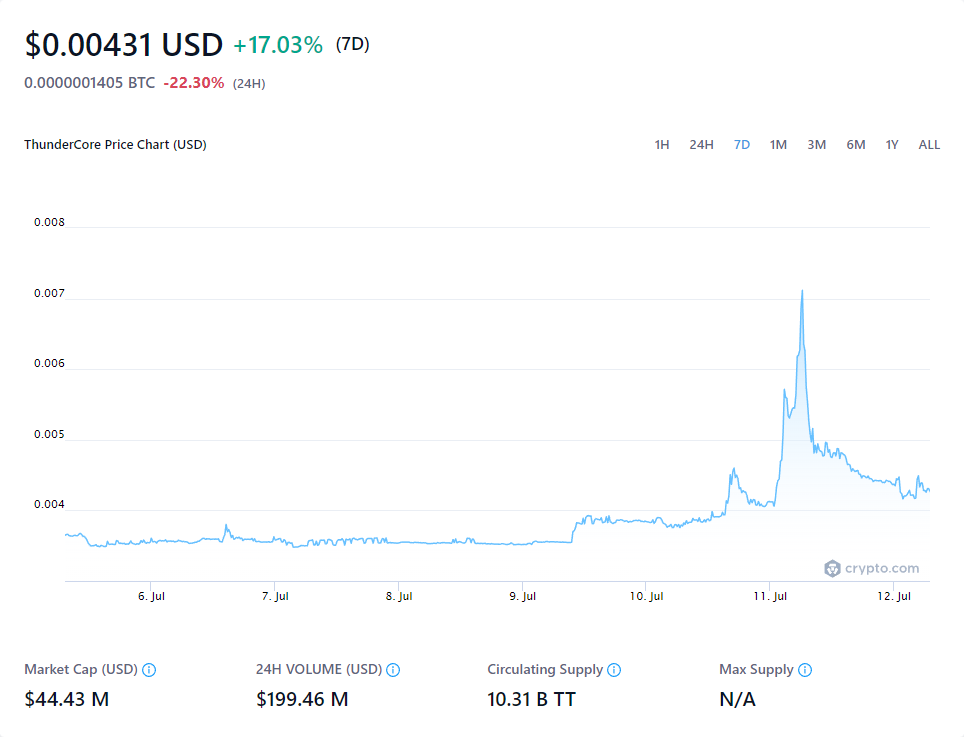 $0.00431 USD +17.03% (7D)
0.0000001405 BTC -22.30% (24H)
ThunderCore Price Chart (USD) 1H 24H 7D 1M 3M 6M 1Y ALL
0.008
0.007
0.006
0.005
0.004
crypto.com
6. Jul 7. Jul 8. Jul 9. Jul 10. Jul 11. Jul 12. Jul
Market Cap (USD) 24H VOLUME (USD) Circulating Supply Max Supply
$44.43 M $199.46 M 10.31 B TT N/A